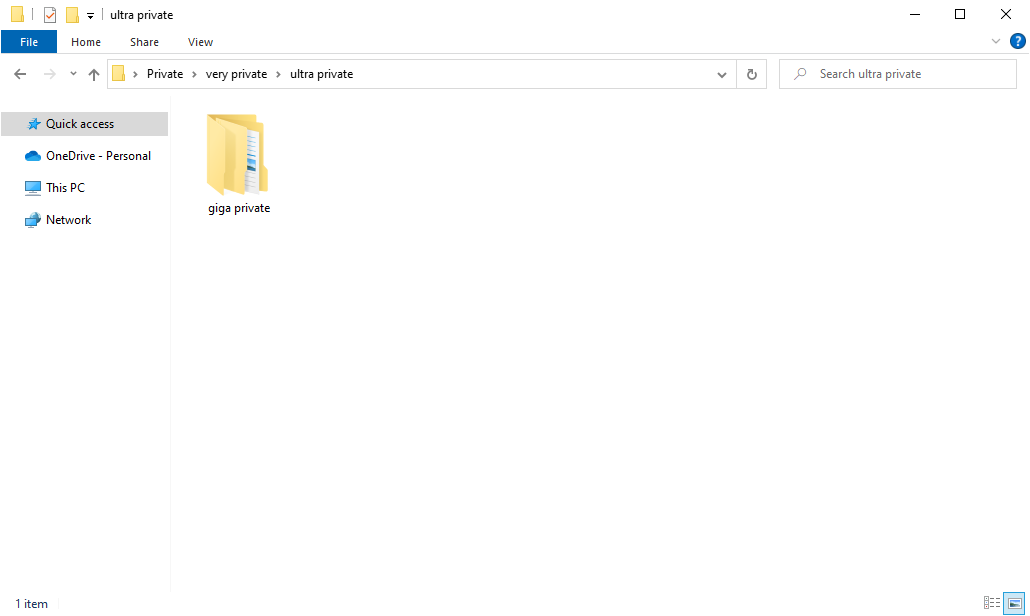 ultra private
File Home Share View ?
Private > very private > ultra private
Search ultra private
Quick access
OneDrive - Personal
This PC
Network
giga private
1 item